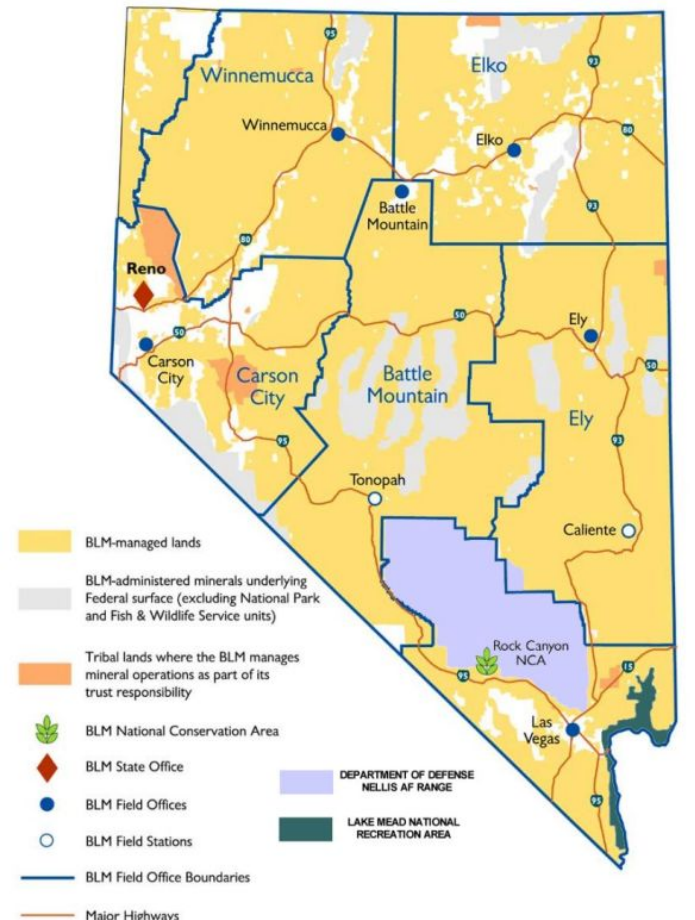 95
93
Winnemucca
Elko
Winnemucca
80
Elko
Battle
Mountain
93
80
Reno
50
50
Ely
Carson
City
Carson
City
Battle
Mountain
50
Ely
93
95
Tonopah
Caliente
BLM-managed lands
BLM-administered minerals underlying
Federal surface (excluding National Park
and Fish & Wildlife Service units)
Rock Canyon
NCA
Tribal lands where the BLM manages
mineral operations as part of its
trust responsibility
95
15
BLM National Conservation Area
Las
Vegas
BLM State Office
DEPARTMENT OF DEFENSE
NELLIS AF RANGE
BLM Field Offices
95
LAKE MEAD NATIONAL
RECREATION AREA
BLM Field Stations
BLM Field Office Boundaries
Major Highways